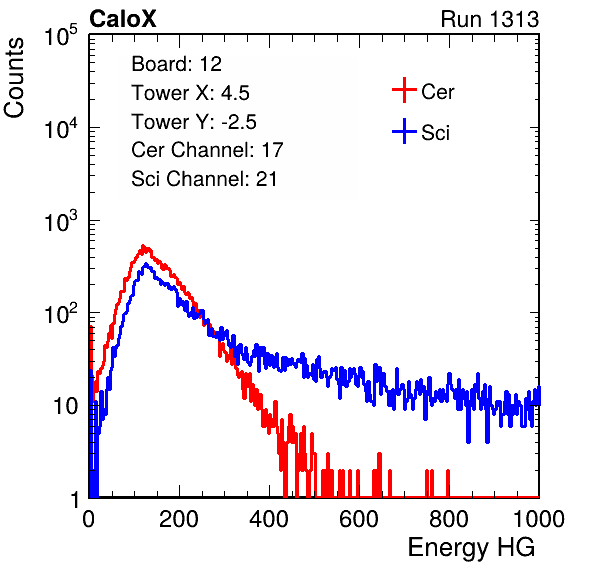 CaloX Run 1313
Counts
10^5
10^4
10^3
10^2
10
1
Board: 12
Tower X: 4.5
Tower Y: -2.5
Cer Channel: 17
Sci Channel: 21
Cer
Sci
0 200 400 600 800 1000
Energy HG